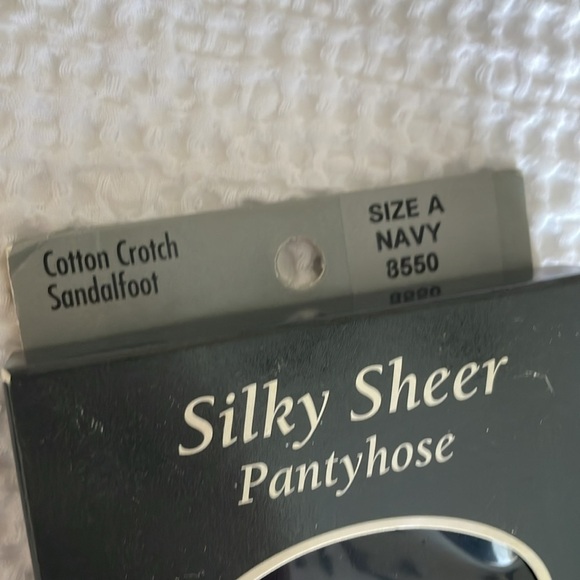 Cotton Crotch
Sandalfoot
SIZE A
NAVY
8550
Silky Sheer
Pantyhose